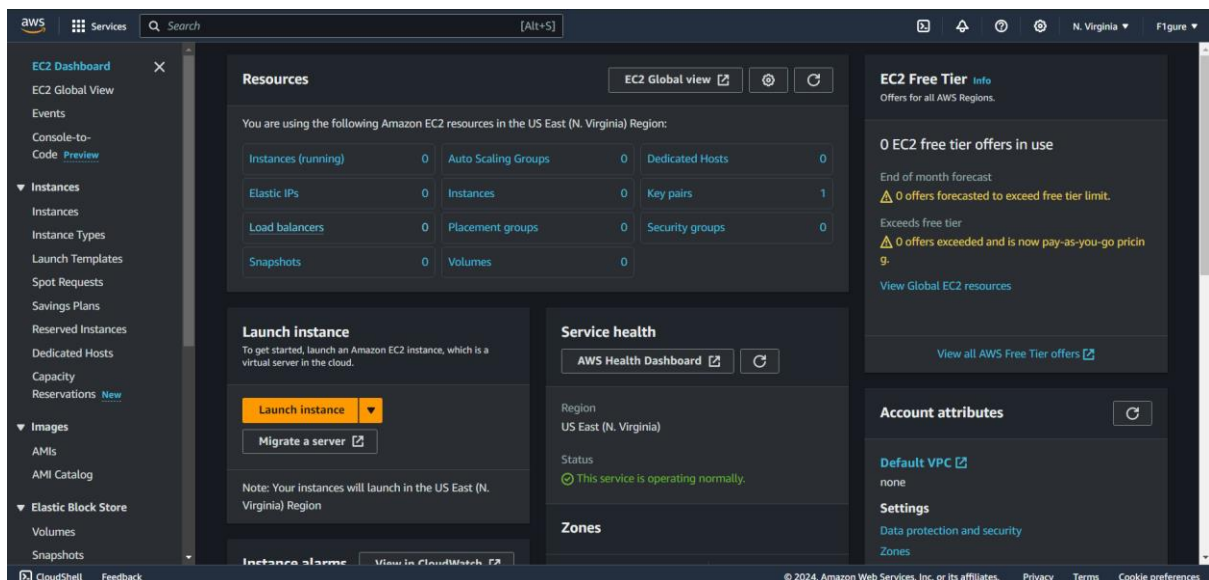 aws
Services
Search
[Alt+S]
N. Virginia
F1gure
EC2 Dashboard
EC2 Global View
Events
Console-to-
Code Preview
Instances
Instances
Instance Types
Launch Templates
Spot Requests
Savings Plans
Reserved Instances
Dedicated Hosts
Capacity
Reservations New
Images
AMIs
AMI Catalog
Elastic Block Store
Volumes
Snapshots
Resources
EC2 Global view
You are using the following Amazon EC2 resources in the US East (N. Virginia) Region:
Instances (running) 0
Auto Scaling Groups 0
Dedicated Hosts 0
Elastic IPs 0
Instances 0
Key pairs 1
Load balancers 0
Placement groups 0
Security groups 0
Snapshots 0
Volumes 0
Launch instance
To get started, launch an Amazon EC2 instance, which is a
virtual server in the cloud.
Launch instance
Migrate a server
Note: Your instances will launch in the US East (N.
Virginia) Region
Instance alarms
View in CloudWatch
Service health
AWS Health Dashboard
Region
US East (N. Virginia)
Status
This service is operating normally.
Zones
EC2 Free Tier Info
Offers for all AWS Regions.
0 EC2 free tier offers in use
End of month forecast
0 offers forecasted to exceed free tier limit.
Exceeds free tier
0 offers exceeded and is now pay-as-you-go pricin
g.
View Global EC2 resources
View all AWS Free Tier offers
Account attributes
Default VPC
none
Settings
Data protection and security
Zones
CloudShell
Feedback
© 2024, Amazon Web Services, Inc. or its affiliates.
Privacy
Terms
Cookie preferences